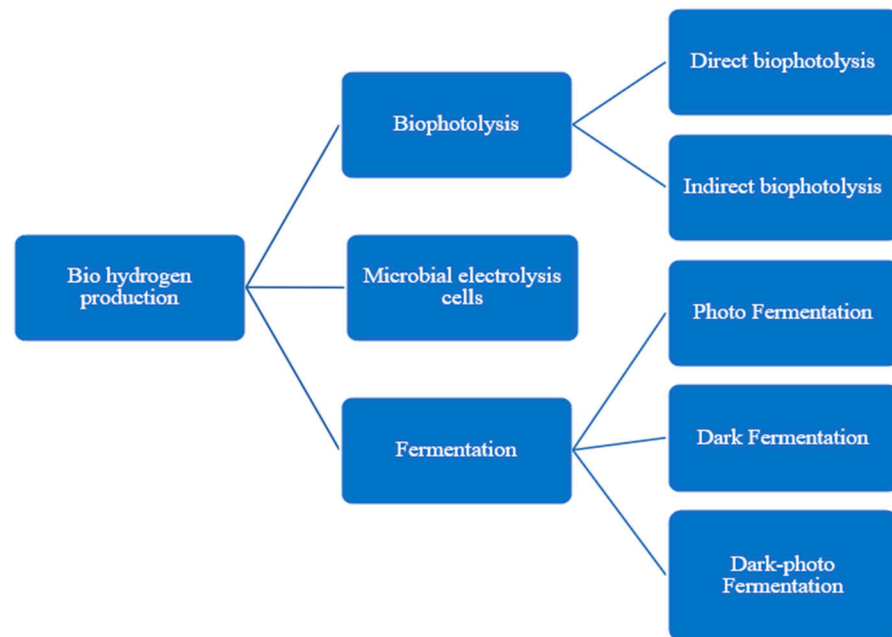 Direct biophotolysis
Biophotolysis
Indirect biophotolysis
Bio hydrogen
production
Microbial electrolysis
cells
Photo Fermentation
Fermentation
Dark Fermentation
Dark-photo
Fermentation